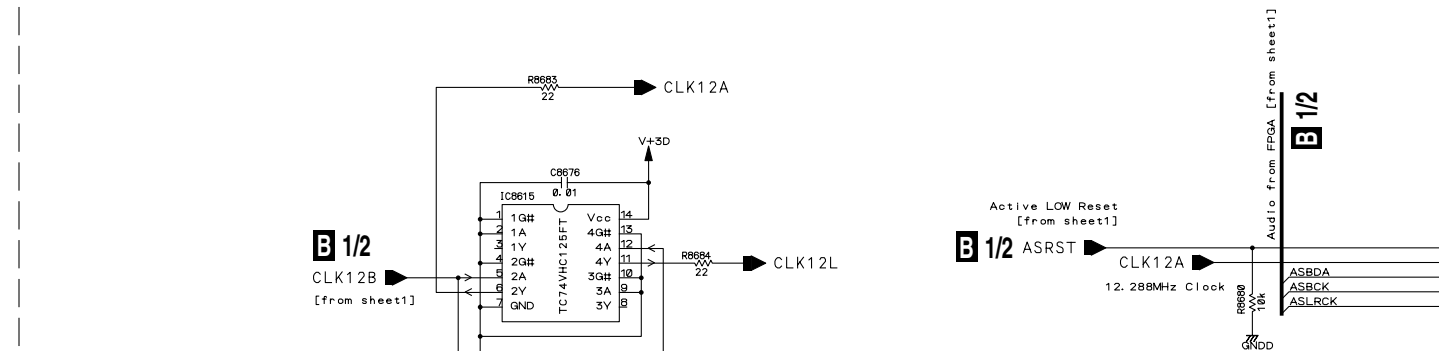 R8683
22
CLK12A
V+3D
C8676
0.01
IC8615
TC74VHC125FT
1 1G# Vcc 14
2 1A 4G# 13
3 1Y 4A 12
4 2G# 4Y 11
5 2A 3G# 10
6 2Y 3A 9
7 GND 3Y 8
B 1/2
CLK12B
[from sheet1]
R8684
22
CLK12L
Active LOW Reset
[from sheet1]
B 1/2 ASRST
CLK12A
12.288MHz Clock
R8680
10k
GNDD
Audio from FPGA [from sheet1]
B 1/2
ASBDA
ASBCK
ASLRCK